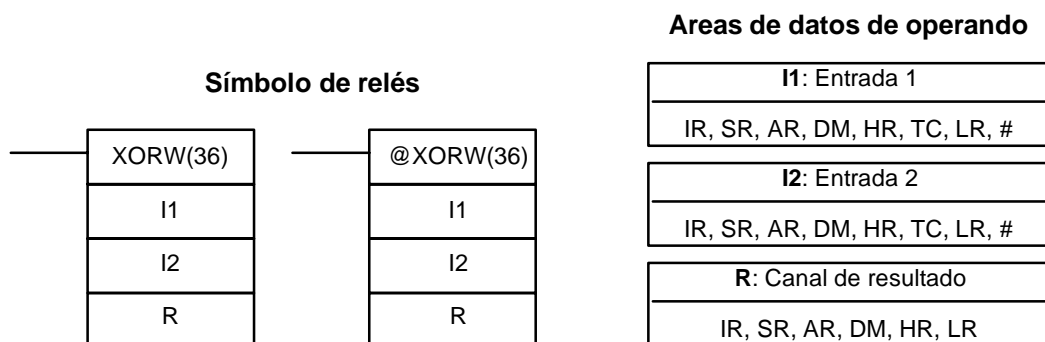 Areas de datos de operando
Símbolo de relés
XORW(36)
I1
I2
R
@XORW(36)
I1
I2
R
I1: Entrada 1
IR, SR, AR, DM, HR, TC, LR, #
I2: Entrada 2
IR, SR, AR, DM, HR, TC, LR, #
R: Canal de resultado
IR, SR, AR, DM, HR, LR